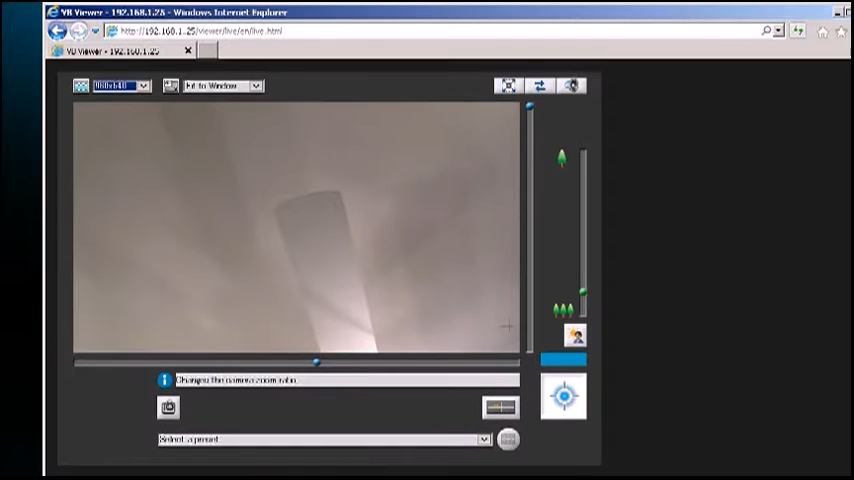 VB Viewer - 192.168.1.25 - Windows Internet Explorer
http://192.168.1.25/viewer/live/en/live.html
VB Viewer - 192.168.1.25
Fit to Window
Changes the camera zoom ratio
Select a preset